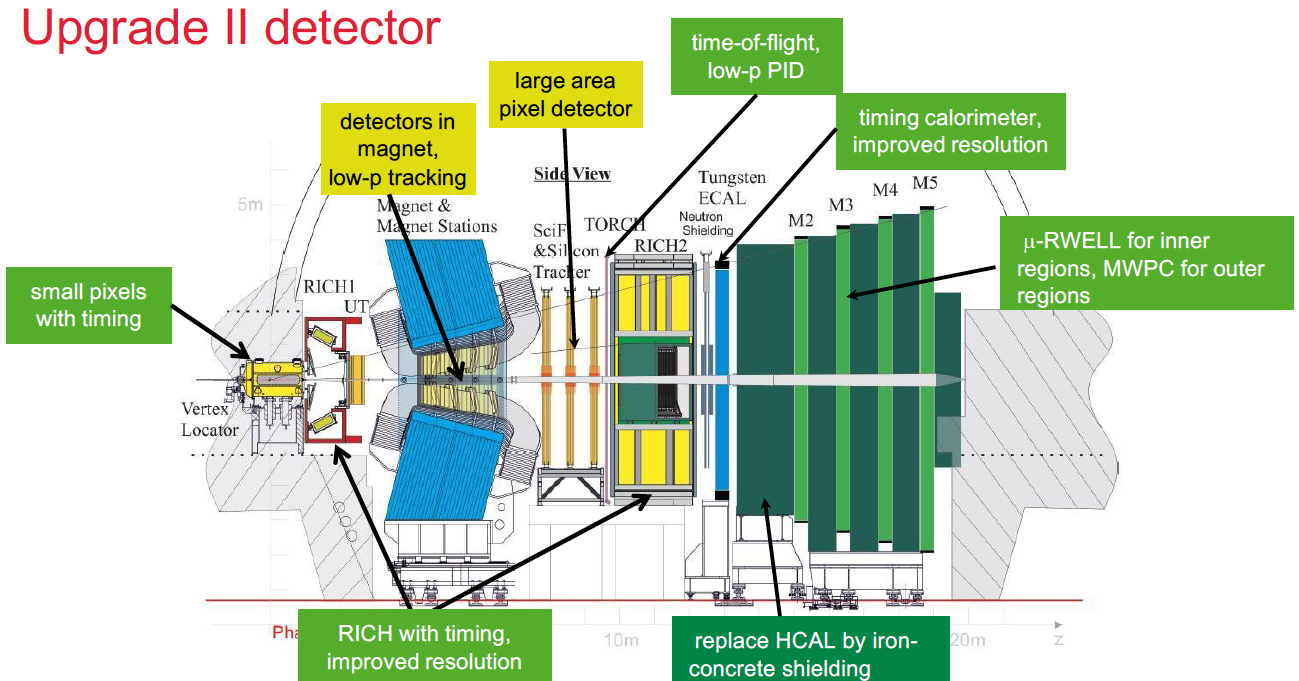 Upgrade II detector
time-of-flight,
low-p PID
large area
pixel detector
detectors in
magnet,
low-p tracking
timing calorimeter,
improved resolution
Side View
Tungsten
ECAL
M5
M4
M3
M2
5m
Magnet &
Magnet Stations
SciFi
&Silicon
Tracker
TORCH
RICH2
Neutron
Shielding
μ-RWELL for inner
regions, MWPC for outer
regions
small pixels
with timing
RICH1
UT
Vertex
Locator
RICH with timing,
improved resolution
10m
replace HCAL by iron-
concrete shielding
20m
z